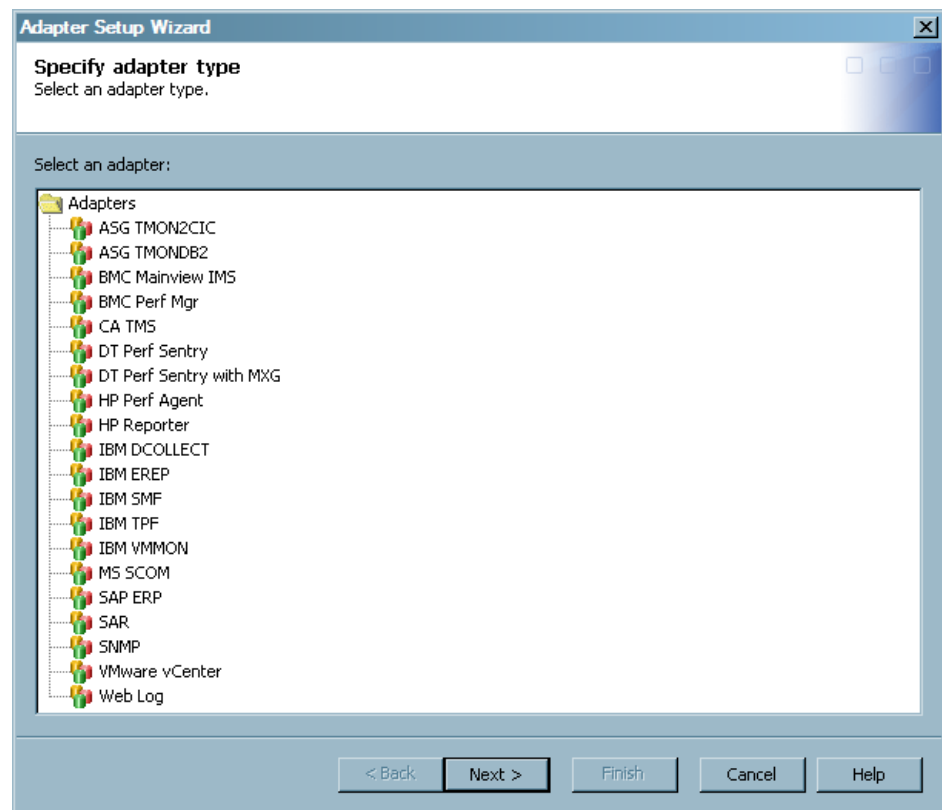 Adapter Setup Wizard
Specify adapter type
Select an adapter type.
Select an adapter:
Adapters
ASG TMON2CIC
ASG TMONDB2
BMC Mainview IMS
BMC Perf Mgr
CA TMS
DT Perf Sentry
DT Perf Sentry with MXG
HP Perf Agent
HP Reporter
IBM DCOLLECT
IBM EREP
IBM SMF
IBM TPF
IBM VMMON
MS SCOM
SAP ERP
SAR
SNMP
VMware vCenter
Web Log
< Back Next > Finish Cancel Help